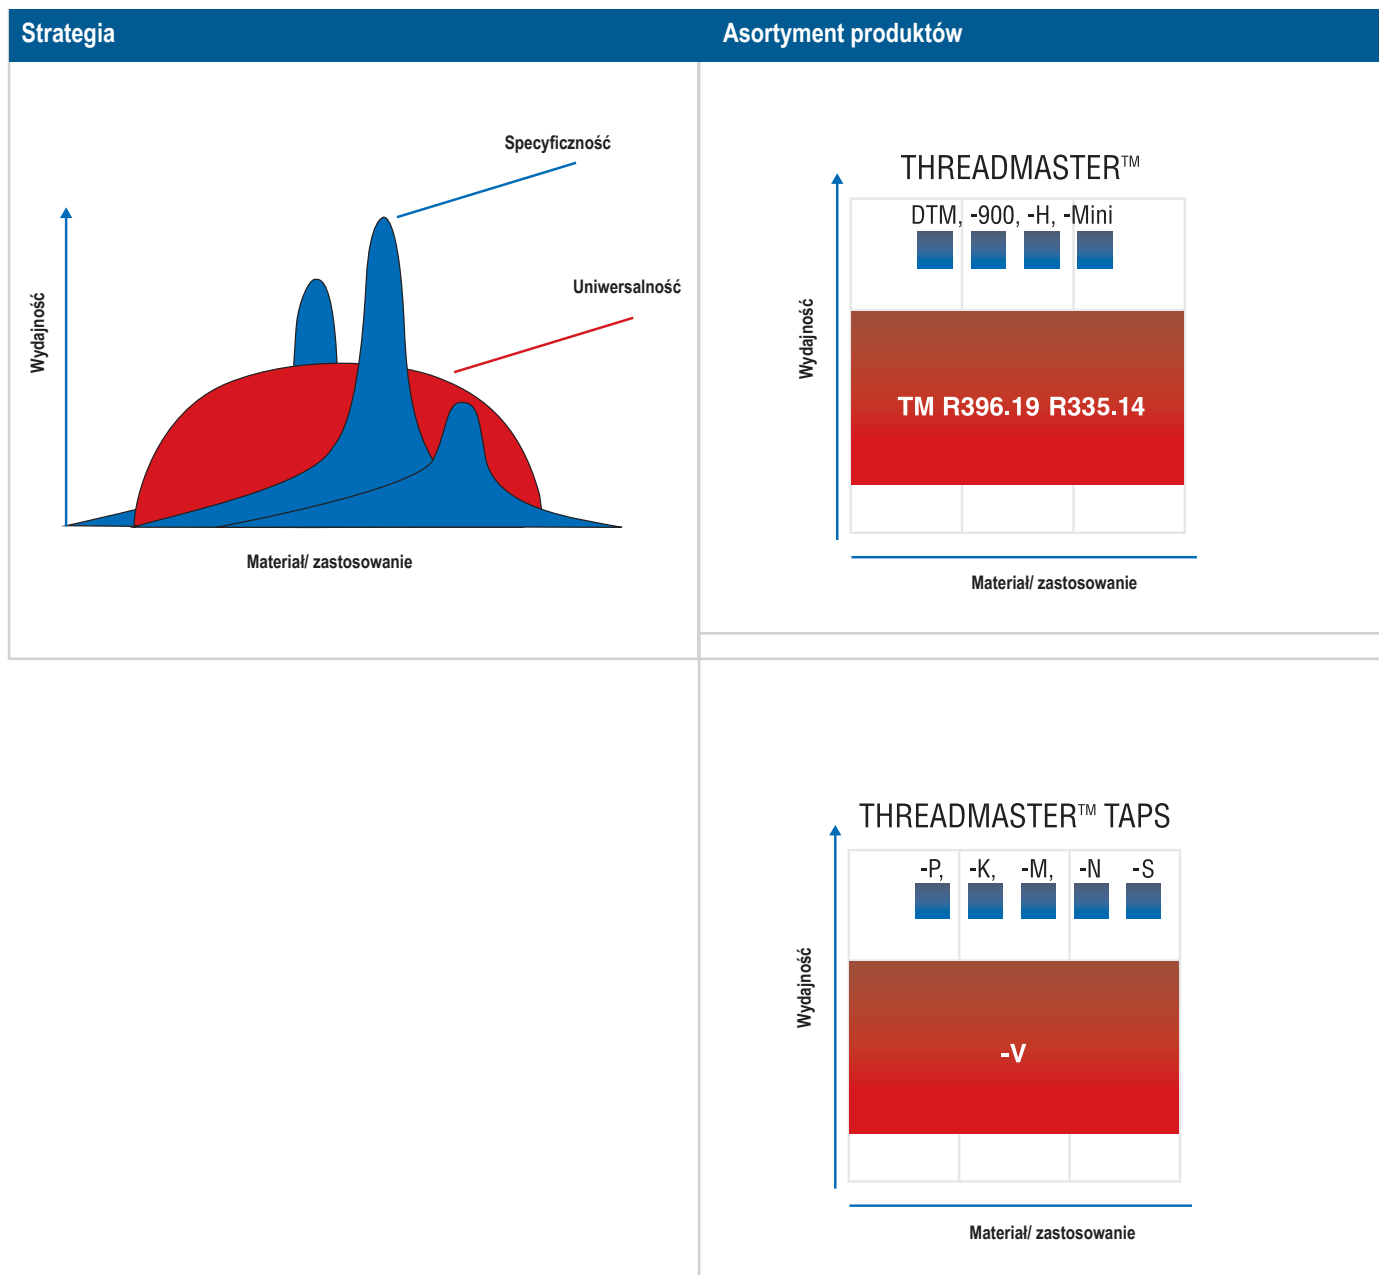 Strategia
Asortyment produktów
Specyficzność
Uniwersalność
Wydajność
Materiał/ zastosowanie
THREADMASTER™
DTM, -900, -H, -Mini
Wydajność
TM R396.19 R335.14
Materiał/ zastosowanie
THREADMASTER™ TAPS
-P, -K, -M, -N -S
Wydajność
-V
Materiał/ zastosowanie